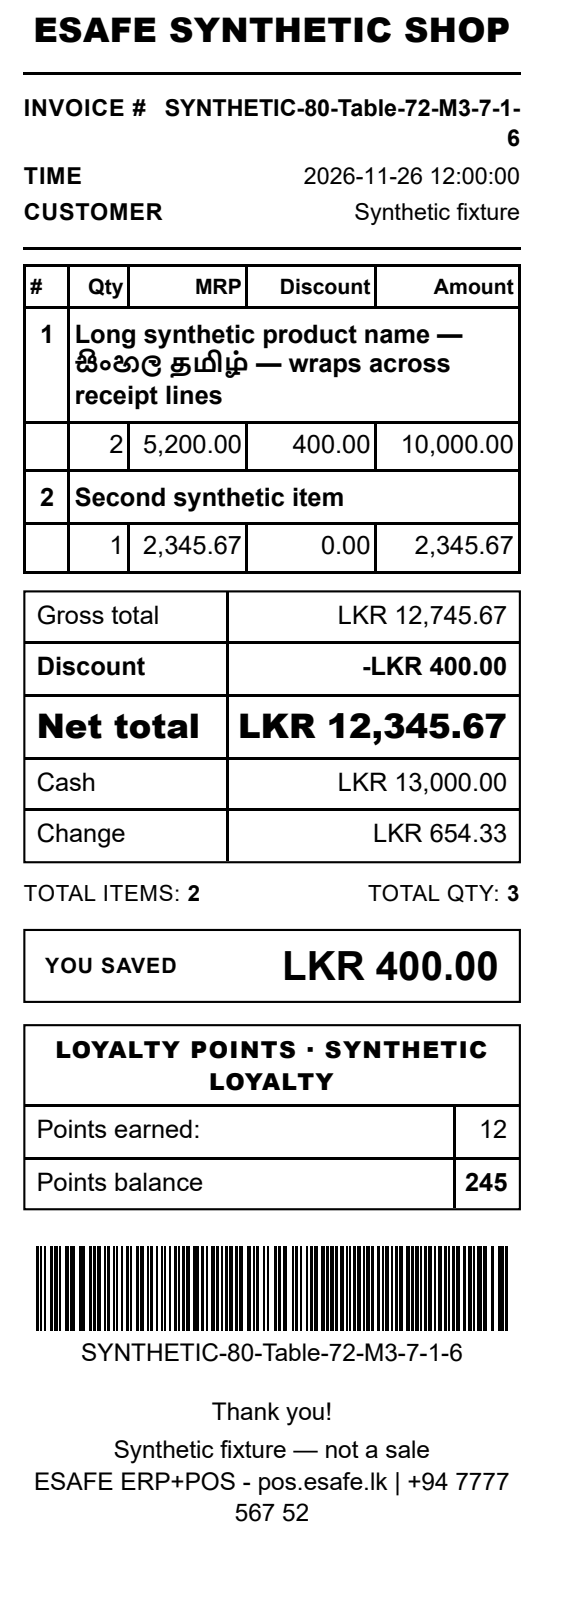 ESAFE SYNTHETIC SHOP
INVOICE # SYNTHETIC-80-Table-72-M3-7-1-
6
TIME 2026-11-26 12:00:00
CUSTOMER Synthetic fixture
# Qty MRP Discount Amount
1 Long synthetic product name —
සිංහල தமிழ் — wraps across
receipt lines
2 5,200.00 400.00 10,000.00
2 Second synthetic item
1 2,345.67 0.00 2,345.67
Gross total LKR 12,745.67
Discount -LKR 400.00
Net total LKR 12,345.67
Cash LKR 13,000.00
Change LKR 654.33
TOTAL ITEMS: 2 TOTAL QTY: 3
YOU SAVED LKR 400.00
LOYALTY POINTS · SYNTHETIC
LOYALTY
Points earned: 12
Points balance 245
SYNTHETIC-80-Table-72-M3-7-1-6
Thank you!
Synthetic fixture — not a sale
ESAFE ERP+POS - pos.esafe.lk | +94 7777
567 52